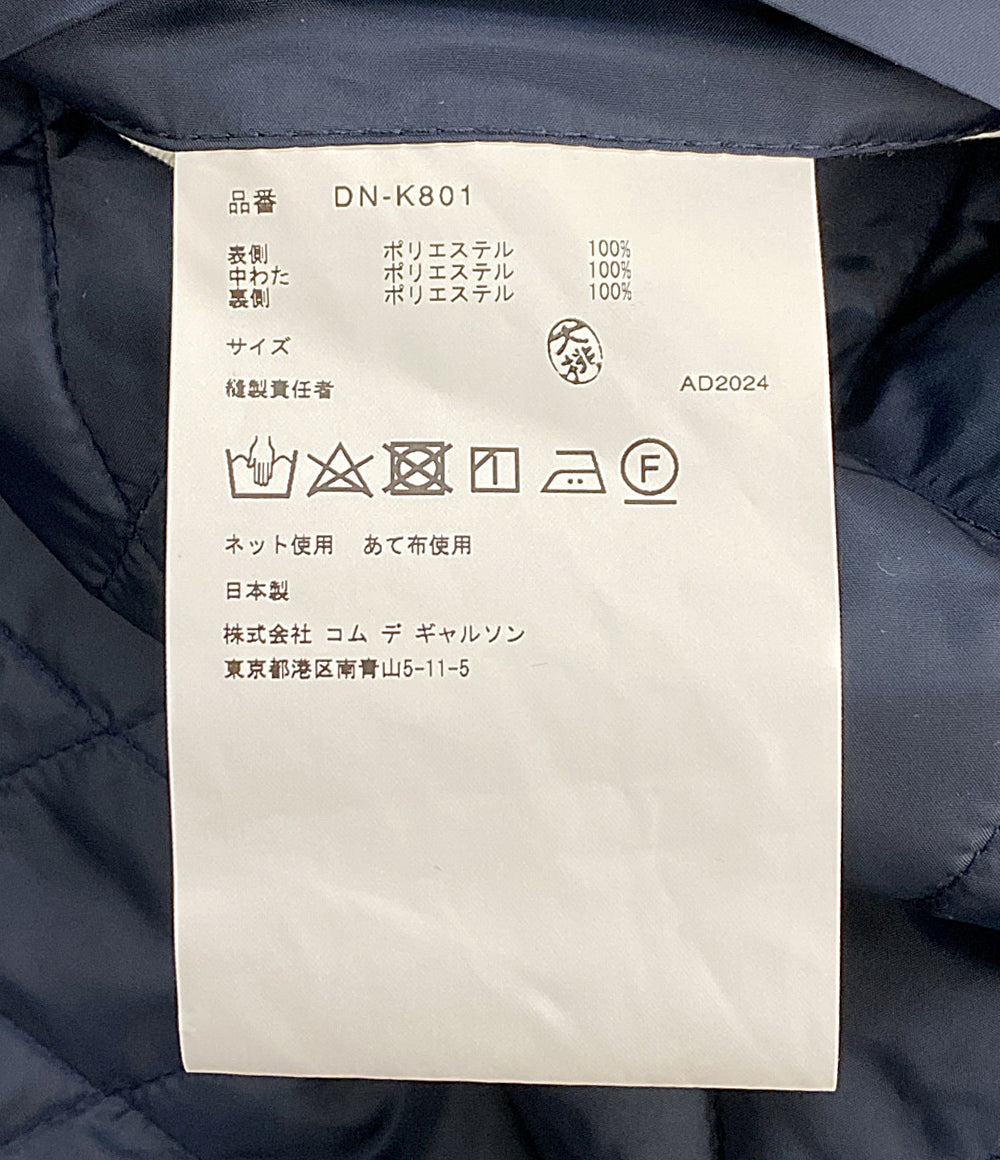 品番 DN-K801
表側 ポリエステル 100%
中わた ポリエステル 100%
裏側 ポリエステル 100%
サイズ
縫製責任者
AD2024
F
ネット使用 あて布使用
日本製
株式会社 コム デ ギャルソン
東京都港区南青山5-11-5